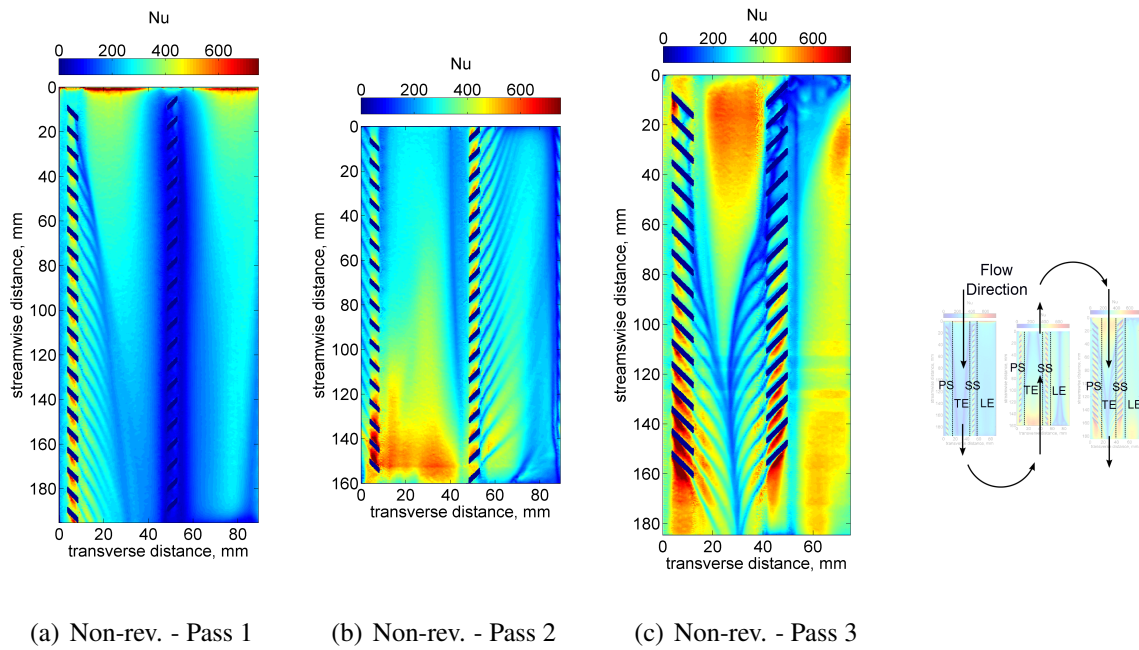 Nu
0 200 400 600
0
20
40
60
80
100
120
140
160
180
streamwise distance, mm
0 20 40 60 80
transverse distance, mm
Nu
0 200 400 600
0
20
40
60
80
100
120
140
160
streamwise distance, mm
0 20 40 60 80
transverse distance, mm
Nu
0 200 400 600
0
20
40
60
80
100
120
140
160
180
streamwise distance, mm
0 20 40 60
transverse distance, mm
Flow
Direction
PS SS
TE LE
PS SS
TE LE
PS SS
TE LE
(a) Non-rev. - Pass 1
(b) Non-rev. - Pass 2
(c) Non-rev. - Pass 3